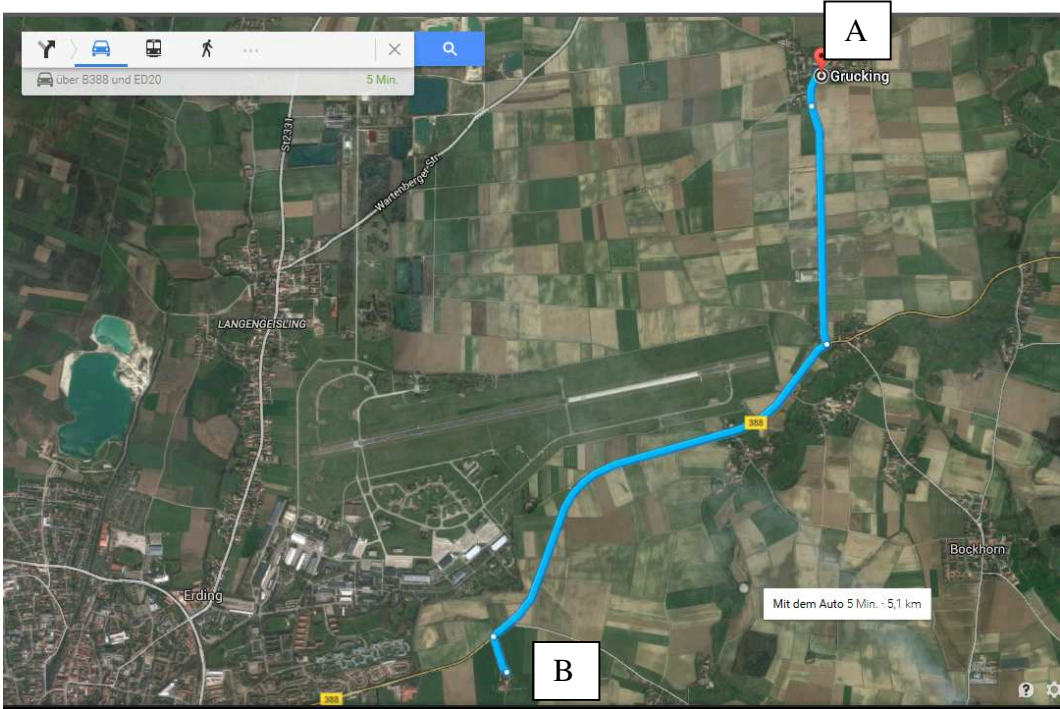 A
über B388 und ED20
5 Min.
Grucking
St2331
Wartenberger-Str
LANGENGEISLING
388
Bockhorn
Erding
Mit dem Auto 5 Min. · 5,1 km
B
388